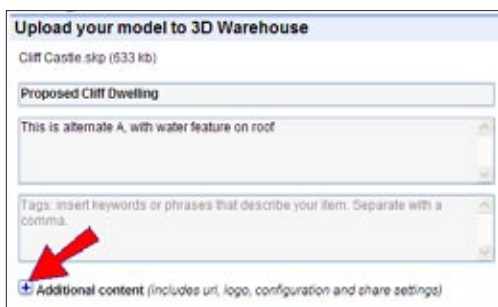 Upload your model to 3D Warehouse
Cliff Castle.skp (633 kb)
Proposed Cliff Dwelling
This is alternate A, with water feature on roof
Tags: insert keywords or phrases that describe your item. Separate with a
comma.
Additional content (includes url, logo, configuration and share settings)